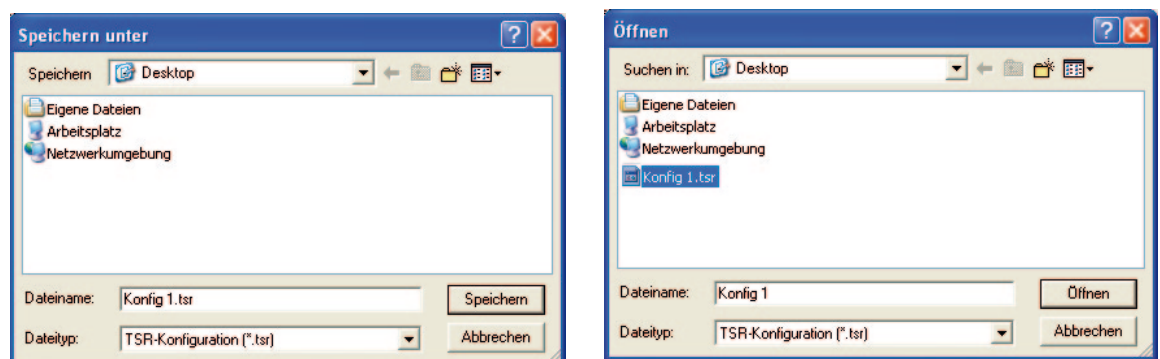 Speichern unter
Speichern Desktop
Eigene Dateien
Arbeitsplatz
Netzwerkumgebung
Dateiname: Konfig 1.tsr Speichern
Dateityp: TSR-Konfiguration (*.tsr) Abbrechen
Öffnen
Suchen in: Desktop
Eigene Dateien
Arbeitsplatz
Netzwerkumgebung
Konfig 1.tsr
Dateiname: Konfig 1 Öffnen
Dateityp: TSR-Konfiguration (*.tsr) Abbrechen